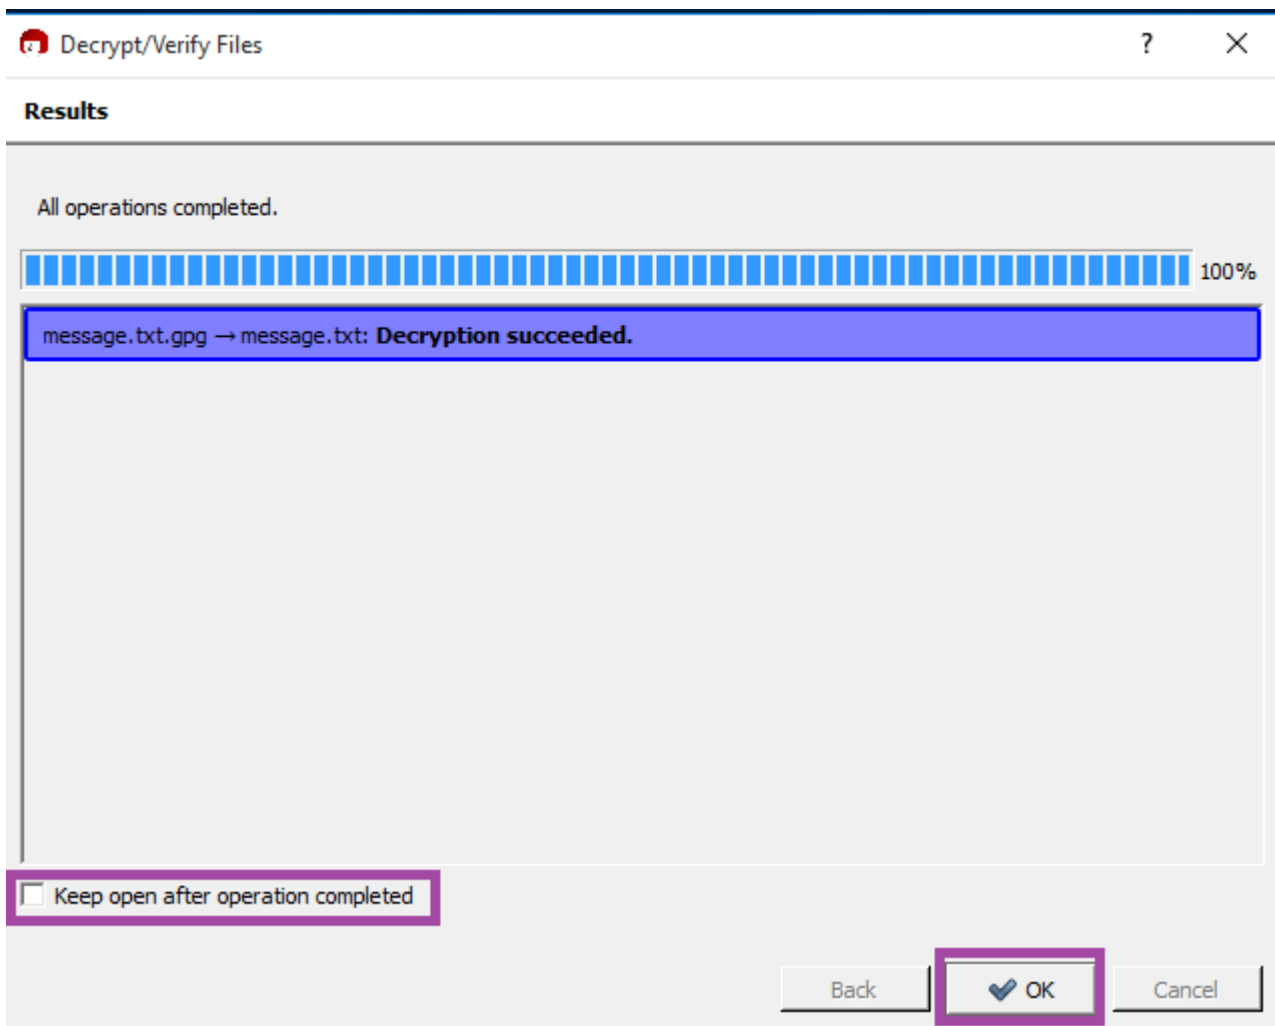 Decrypt/Verify Files
?
Results
All operations completed.
100%
message.txt.gpg → message.txt: Decryption succeeded.
Keep open after operation completed
Back
OK
Cancel